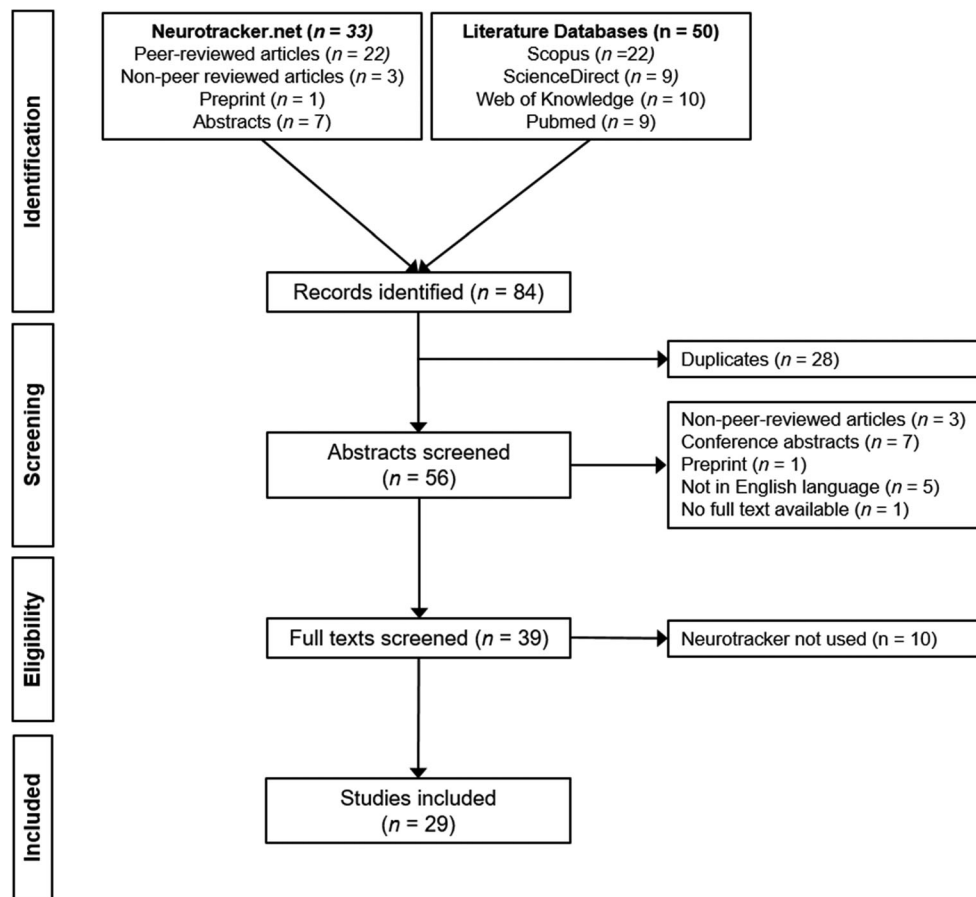 Identification
Neurotracker.net (n = 33)
Peer-reviewed articles (n = 22)
Non-peer reviewed articles (n = 3)
Preprint (n = 1)
Abstracts (n = 7)
Literature Databases (n = 50)
Scopus (n =22)
ScienceDirect (n = 9)
Web of Knowledge (n = 10)
Pubmed (n = 9)
Records identified (n = 84)
Screening
Duplicates (n = 28)
Abstracts screened
(n = 56)
Non-peer-reviewed articles (n = 3)
Conference abstracts (n = 7)
Preprint (n = 1)
Not in English language (n = 5)
No full text available (n = 1)
Eligibility
Full texts screened (n = 39)
Neurotracker not used (n = 10)
Included
Studies included
(n = 29)